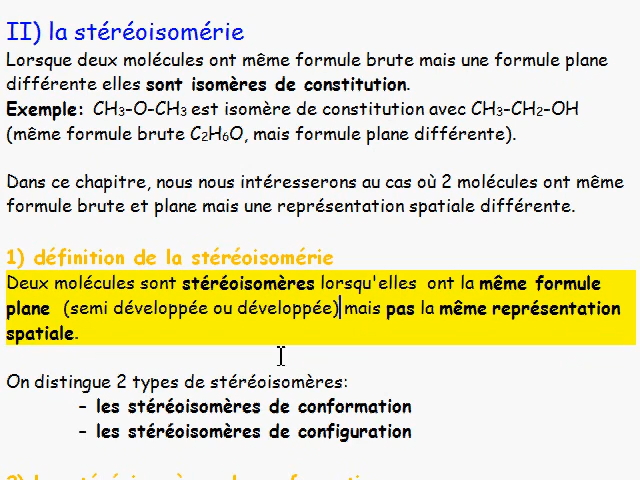 II) la stéréoisomérie
Lorsque deux molécules ont même formule brute mais une formule plane
différente elles sont isomères de constitution.
Exemple: CH3-O-CH3 est isomère de constitution avec CH3-CH2-OH
(même formule brute C2H6O, mais formule plane différente).
Dans ce chapitre, nous nous intéresserons au cas où 2 molécules ont même
formule brute et plane mais une représentation spatiale différente.
1) définition de la stéréoisomérie
Deux molécules sont stéréoisomères lorsqu'elles  ont la même formule
plane  (semi développée ou développée) mais pas la même représentation
spatiale.
On distingue 2 types de stéréoisomères:
- les stéréoisomères de conformation
- les stéréoisomères de configuration